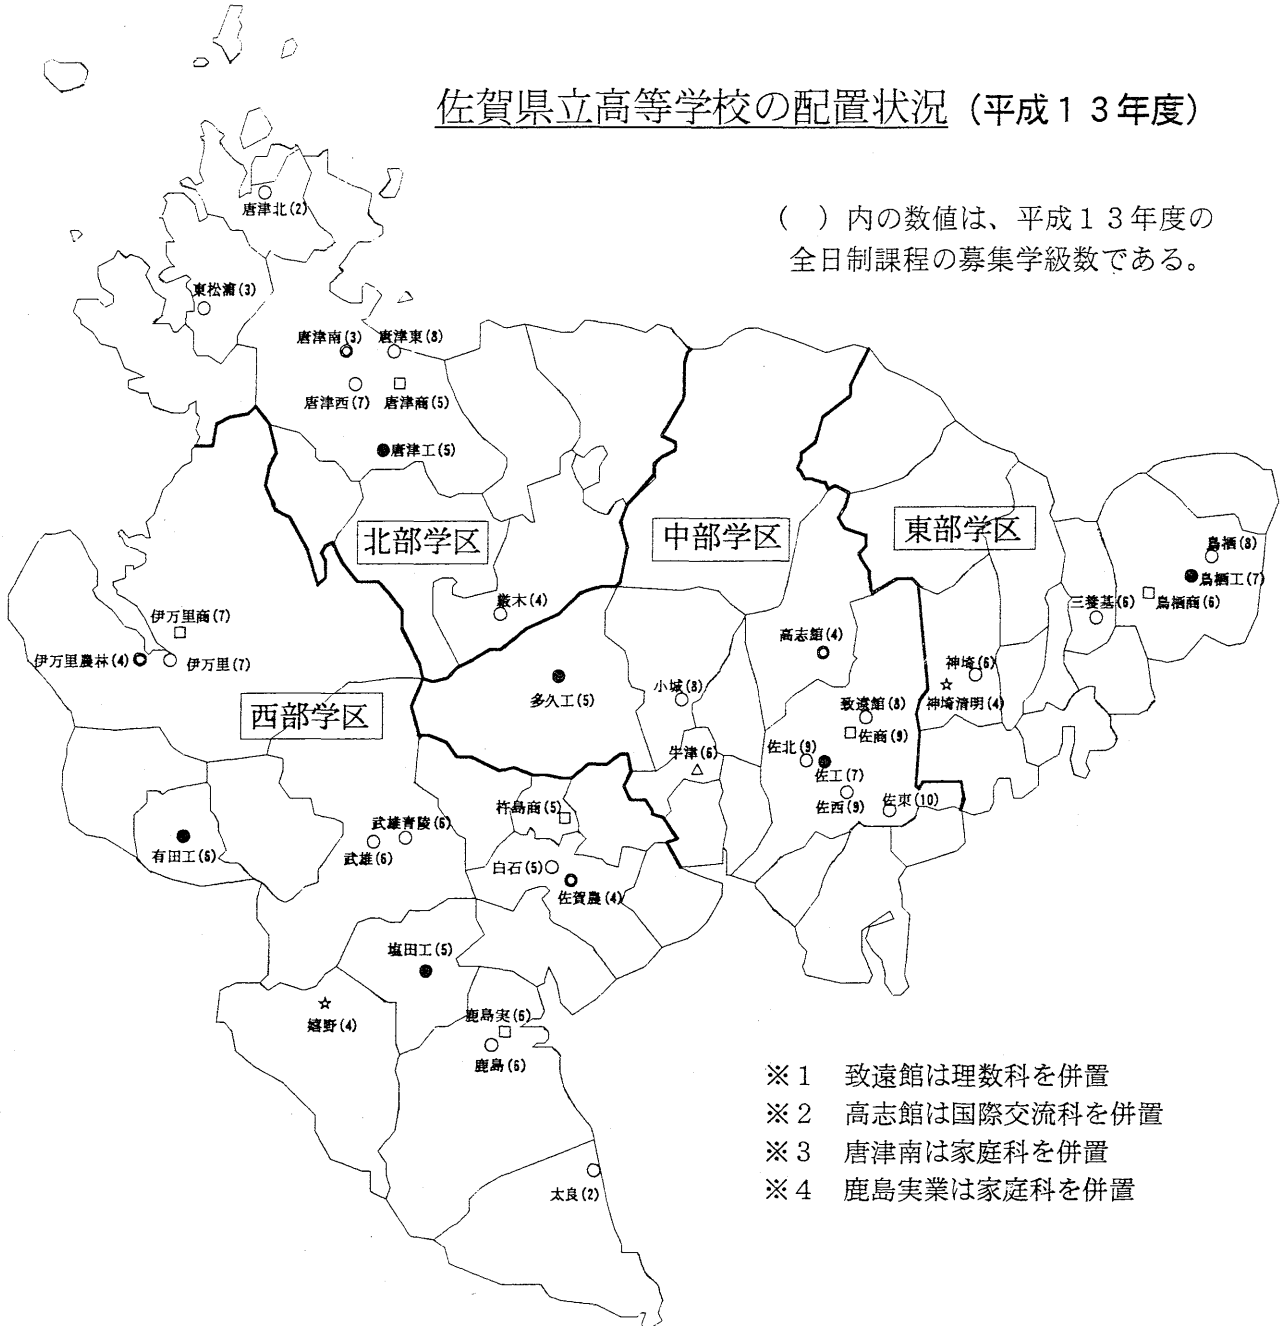 佐賀県立高等学校の配置状況（平成１３年度）
（　）内の数値は、平成１３年度の
全日制課程の募集学級数である。
唐津北(2)
東松浦(3)
唐津南(3)
唐津東(8)
唐津西(7)
唐津商(5)
唐津工(5)
北部学区
中部学区
東部学区
鳥栖(8)
鳥栖工(7)
鳥栖商(6)
三養基(6)
厳木(4)
伊万里商(7)
伊万里農林(4)
伊万里(7)
高志館(4)
神埼(6)
神埼清明(4)
西部学区
多久工(5)
小城(8)
致遠館(8)
佐商(9)
牛津(6)
佐北(9)
佐工(7)
佐西(9)
佐東(10)
杵島商(5)
武雄青陵(6)
武雄(6)
有田工(6)
白石(5)
佐賀農(4)
塩田工(5)
嬉野(4)
鹿島実(6)
鹿島(6)
太良(2)
※１　致遠館は理数科を併置
※２　高志館は国際交流科を併置
※３　唐津南は家庭科を併置
※４　鹿島実業は家庭科を併置